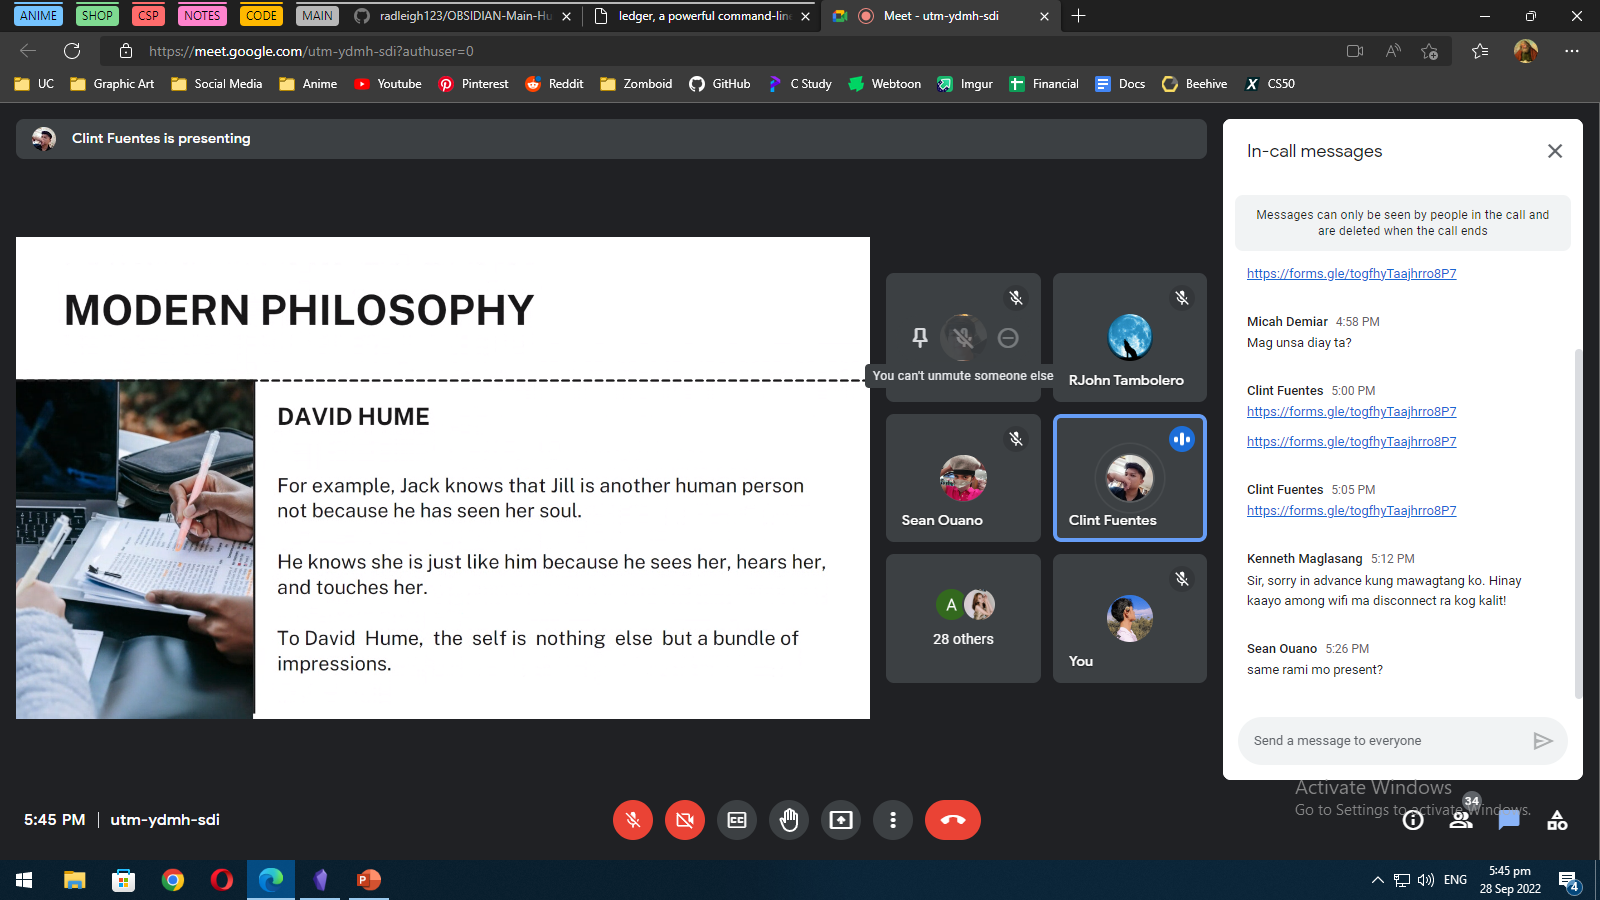 ANIME
SHOP
CSP
NOTES
CODE
MAIN
radleigh123/OBSIDIAN-Main-Hu
ledger, a powerful command-lin
Meet - utm-ydmh-sdi
https://meet.google.com/utm-ydmh-sdi?authuser=0
UC
Graphic Art
Social Media
Anime
Youtube
Pinterest
Reddit
Zomboid
GitHub
C Study
Webtoon
Imgur
Financial
Docs
Beehive
CS50
Clint Fuentes is presenting
MODERN PHILOSOPHY
DAVID HUME
For example, Jack knows that Jill is another human person
not because he has seen her soul.
He knows she is just like him because he sees her, hears her,
and touches her.
To David Hume, the self is nothing else but a bundle of
impressions.
You can't unmute someone else
RJohn Tambolero
Sean Ouano
Clint Fuentes
A
28 others
You
In-call messages
Messages can only be seen by people in the call and
are deleted when the call ends
https://forms.gle/togfhyTaajhrro8P7
Micah Demiar 4:58 PM
Mag unsa diay ta?
Clint Fuentes 5:00 PM
https://forms.gle/togfhyTaajhrro8P7
https://forms.gle/togfhyTaajhrro8P7
Clint Fuentes 5:05 PM
https://forms.gle/togfhyTaajhrro8P7
Kenneth Maglasang 5:12 PM
Sir, sorry in advance kung mawagtang ko. Hinay
kaayo among wifi ma disconnect ra kog kalit!
Sean Ouano 5:26 PM
same rami mo present?
Send a message to everyone
Activate Windows
Go to Settings to activate Windows.
34
5:45 PM | utm-ydmh-sdi
ENG
5:45 pm
28 Sep 2022
4